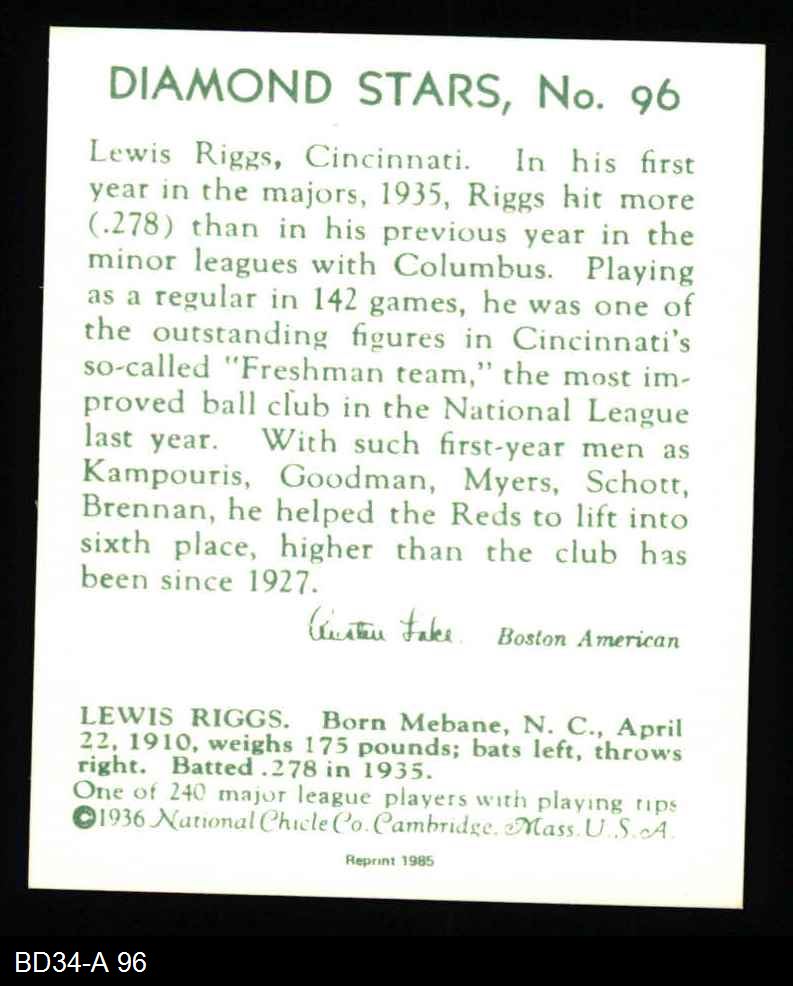 DIAMOND STARS, No. 96
Lewis Riggs, Cincinnati. In his first
year in the majors, 1935, Riggs hit more
(.278) than in his previous year in the
minor leagues with Columbus. Playing
as a regular in 142 games, he was one of
the outstanding figures in Cincinnati's
so-called "Freshman team," the most im-
proved ball club in the National League
last year. With such first-year men as
Kampouris, Goodman, Myers, Schott,
Brennan, he helped the Reds to lift into
sixth place, higher than the club has
been since 1927.
Austen Lake Boston American
LEWIS RIGGS. Born Mebane, N. C., April
22, 1910, weighs 175 pounds; bats left, throws
right. Batted .278 in 1935.
One of 240 major league players with playing tips
©1936 National Chicle Co. Cambridge. Mass. U. S. A.
Reprint 1985
BD34-A 96